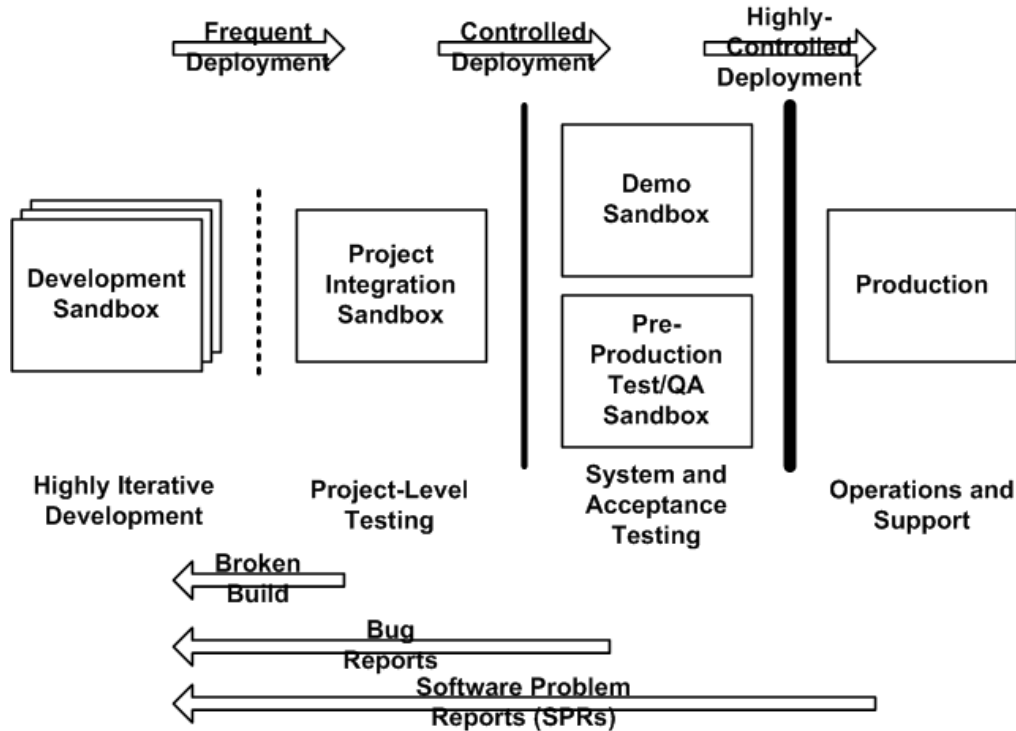 Frequent
Deployment
Controlled
Deployment
Highly-
Controlled
Deployment
Development
Sandbox
Project
Integration
Sandbox
Demo
Sandbox
Pre-
Production
Test/QA
Sandbox
Production
Highly Iterative
Development
Project-Level
Testing
System and
Acceptance
Testing
Operations and
Support
Broken
Build
Bug
Reports
Software Problem
Reports (SPRs)